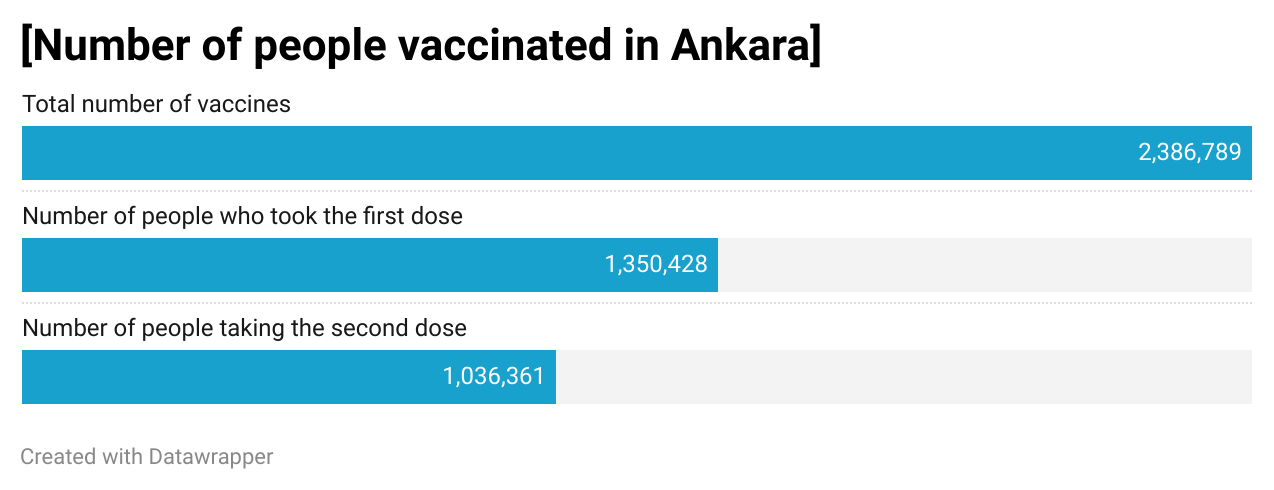 [Number of people vaccinated in Ankara]
Total number of vaccines
2,386,789
Number of people who took the first dose
1,350,428
Number of people taking the second dose
1,036,361
Created with Datawrapper